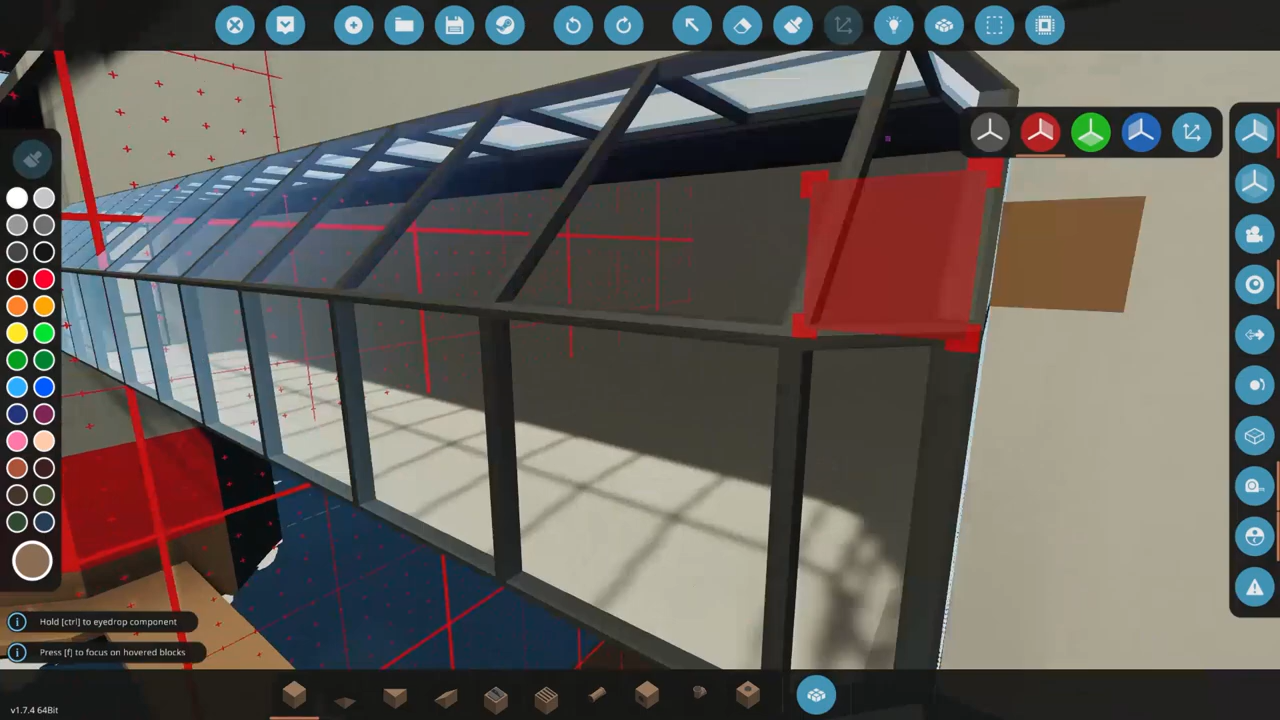 Hold [ctrl] to eyedrop component
Press [f] to focus on hovered blocks
v1.7.4 64Bit